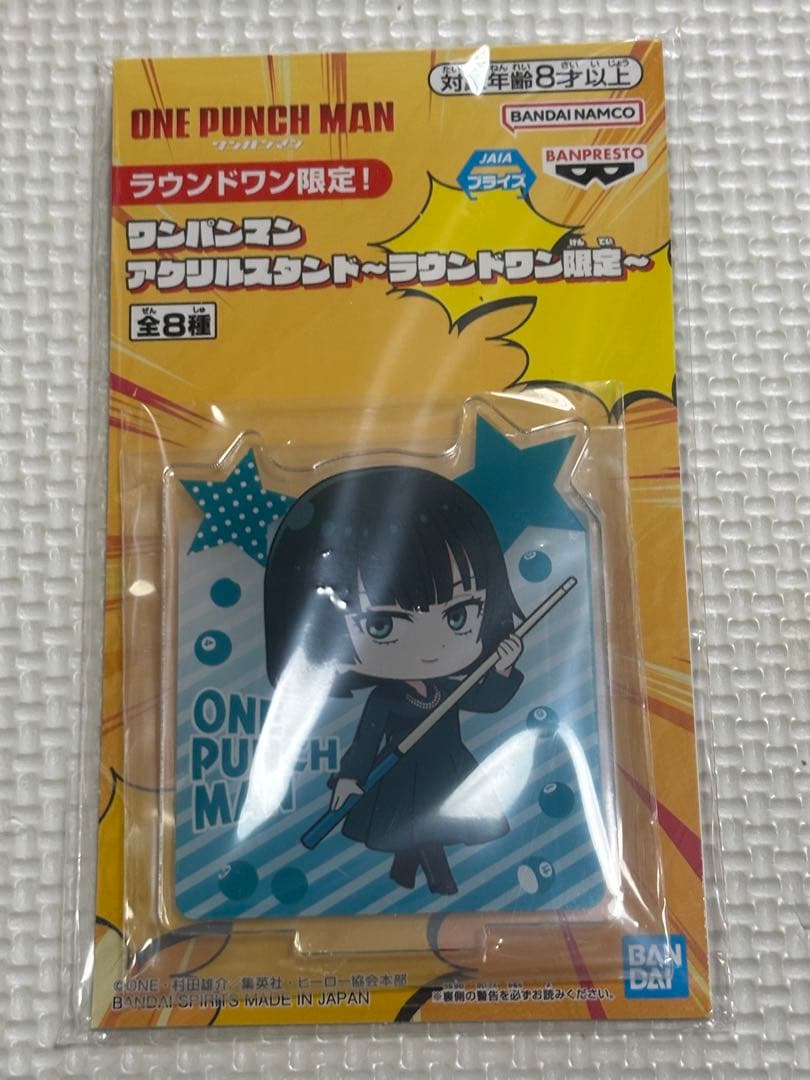 対象年齢8才以上
ONE PUNCH MAN
ワンパンマン
BANDAI NAMCO
ラウンドワン限定!
JAIA
プライズ
BANPRESTO
ワンパンマン
アクリルスタンド～ラウンドワン限定～
全8種
ONE
PUNCH
MAN
©ONE・村田雄介/集英社・ヒーロー協会本部
BANDAI SPIRITS MADE IN JAPAN
※裏側の警告を必ずお読みください。
BAN
DAI